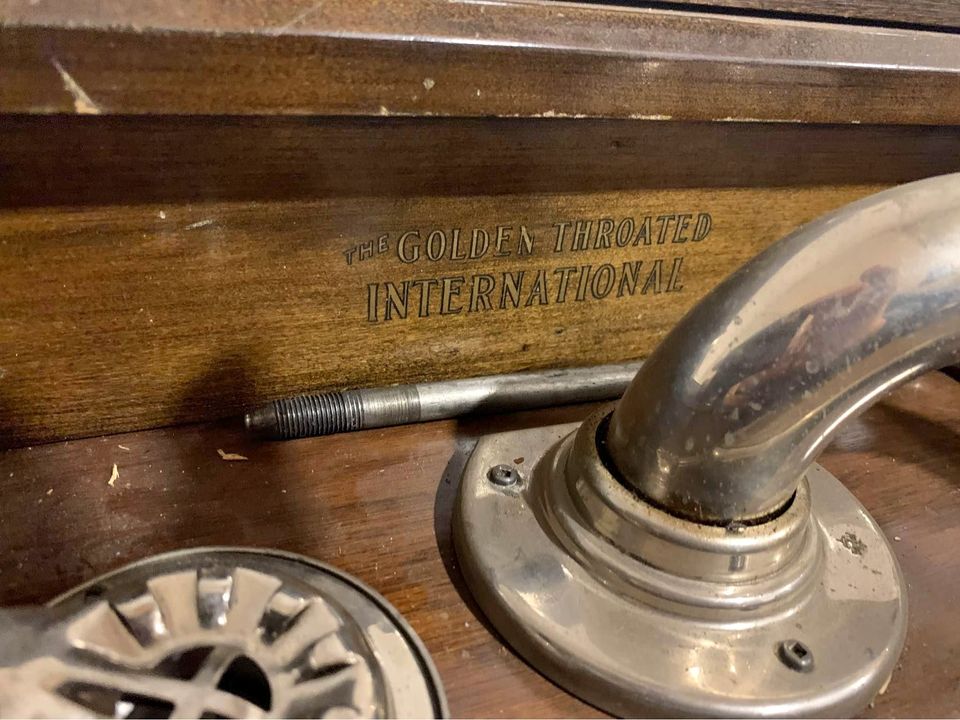 THE GOLDEN THROATED
INTERNATIONAL